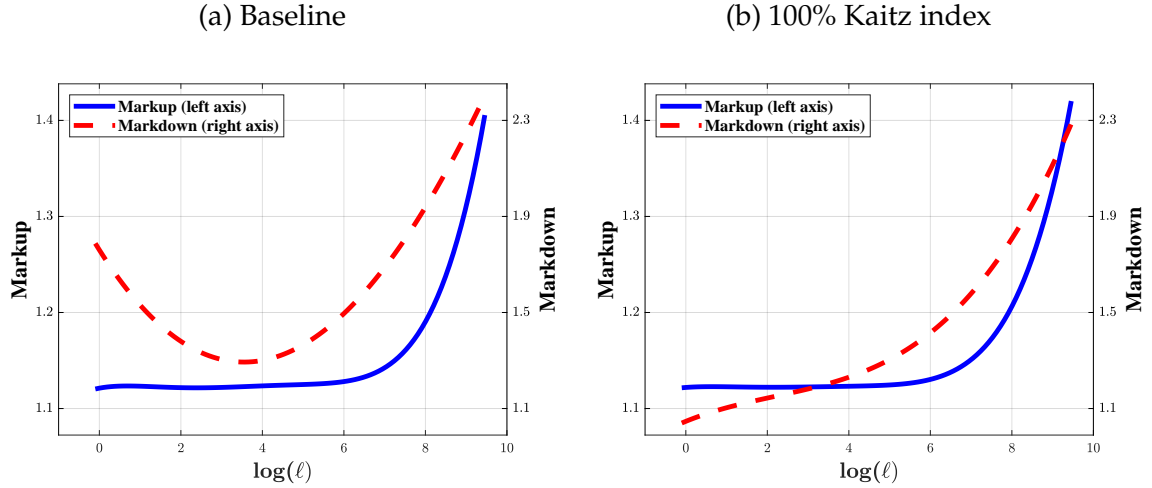 (a) Baseline
Markup (left axis)
Markdown (right axis)
1.4
1.3
1.2
1.1
2.3
1.9
1.5
1.1
0 2 4 6 8 10
Markup
Markdown
log(ℓ)
(b) 100% Kaitz index
Markup (left axis)
Markdown (right axis)
1.4
1.3
1.2
1.1
2.3
1.9
1.5
1.1
0 2 4 6 8 10
Markup
Markdown
log(ℓ)